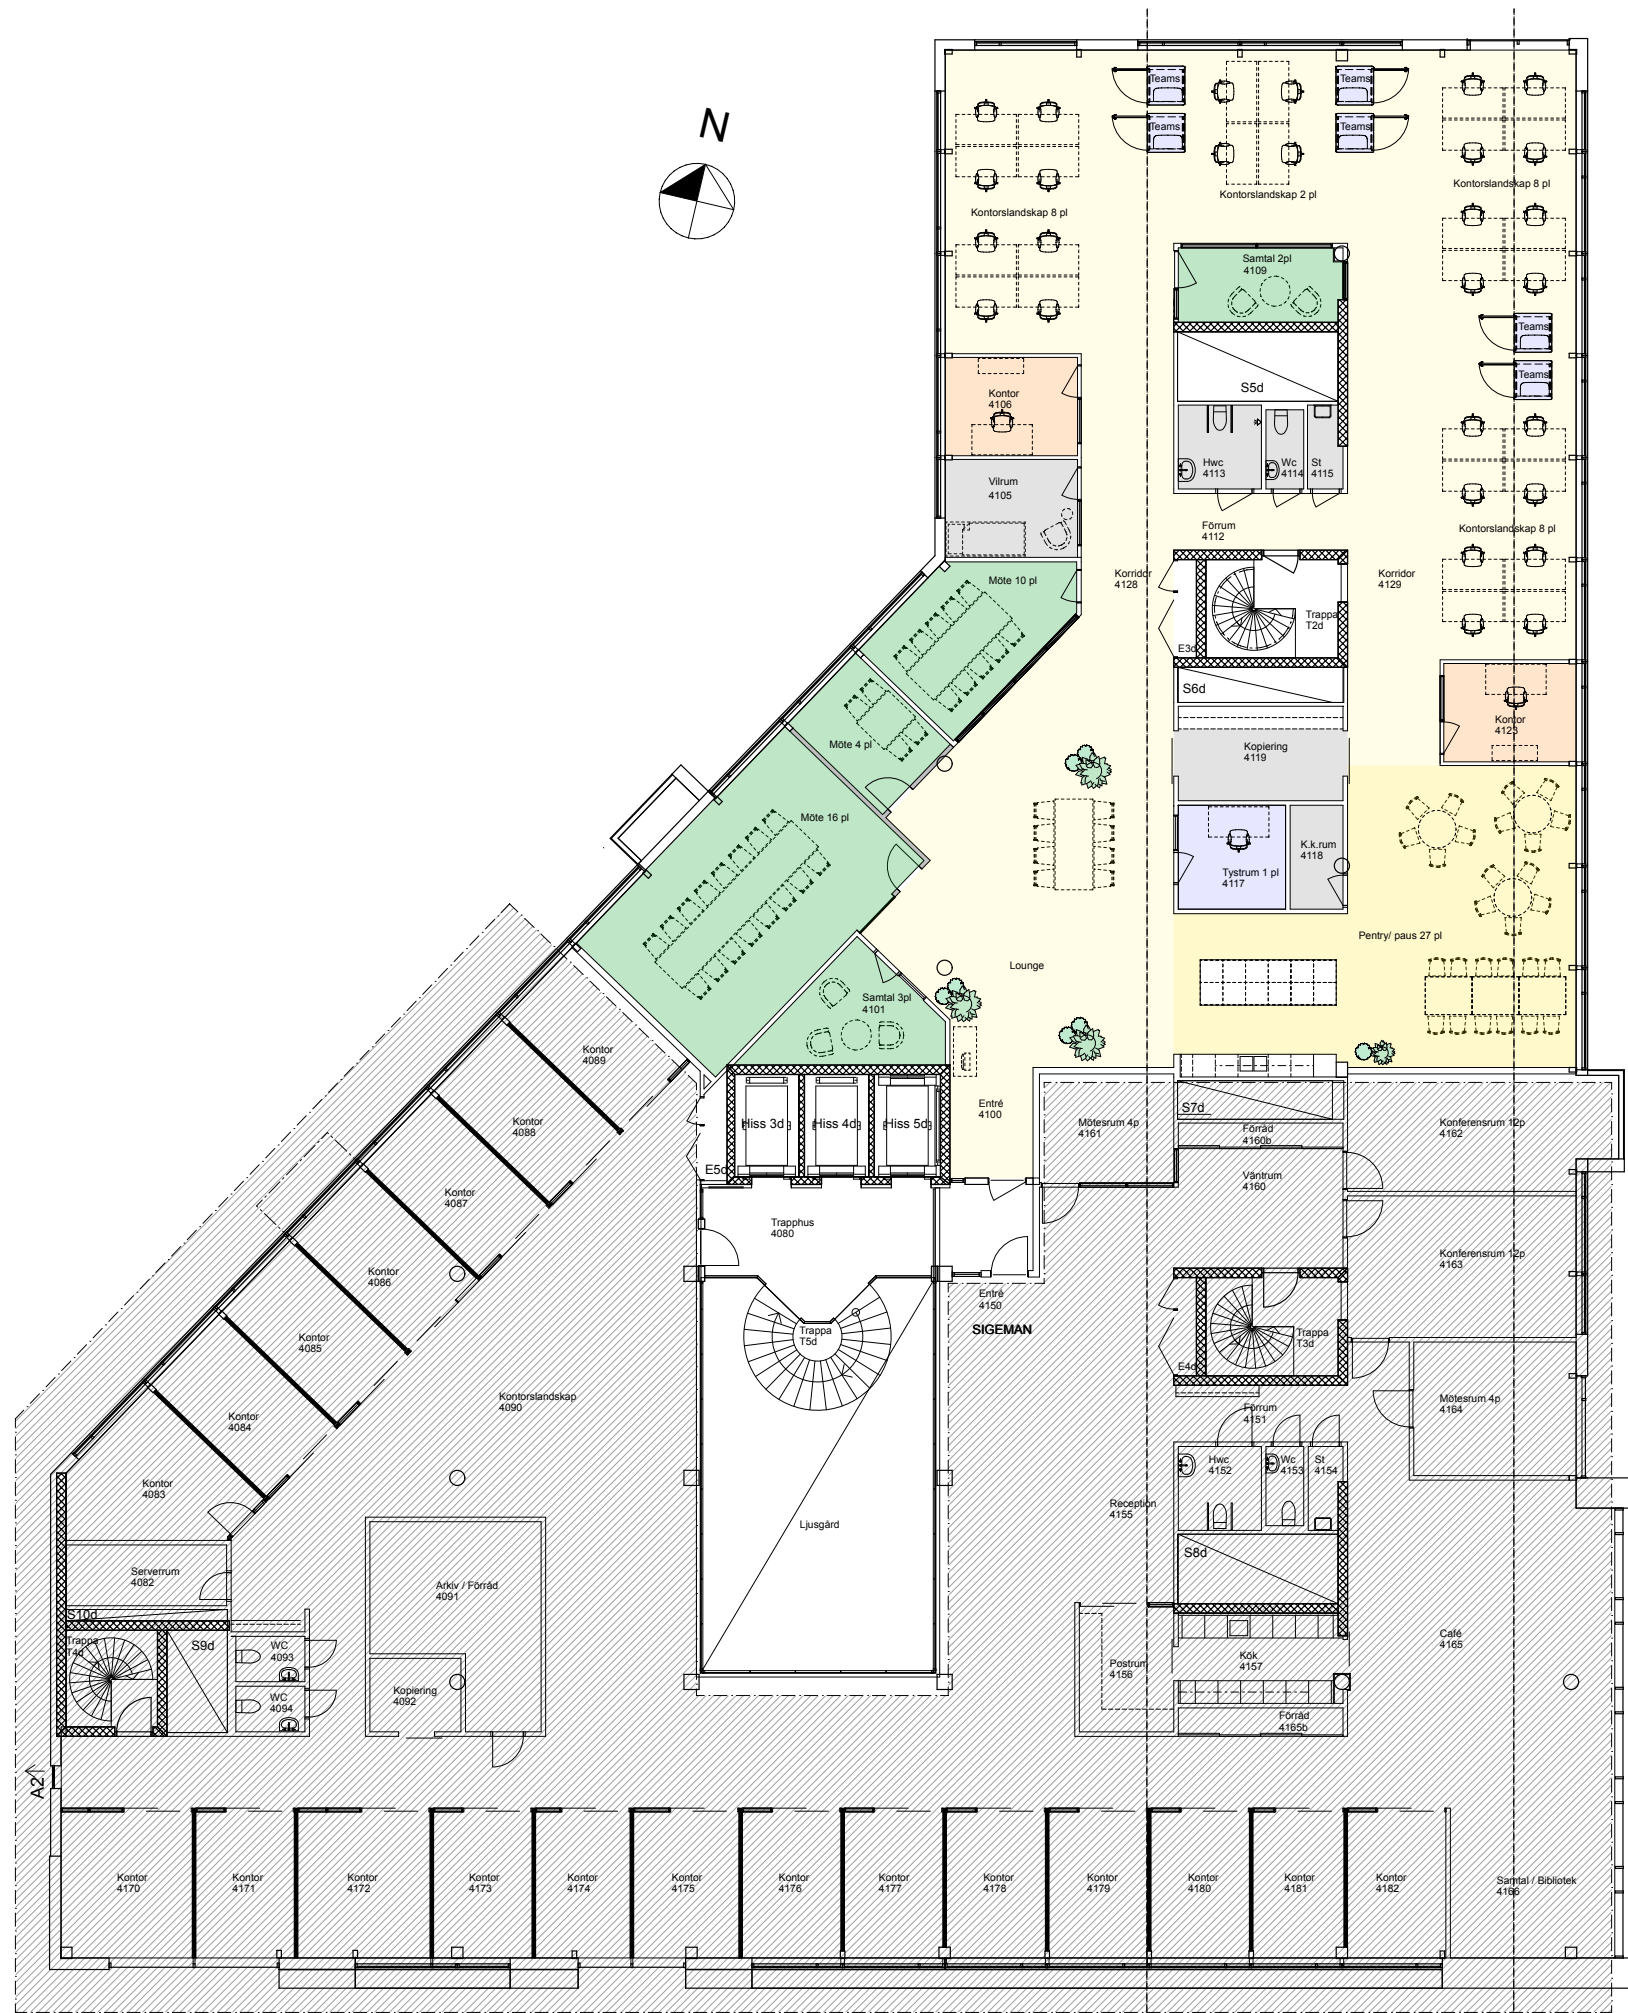 N
Teams
Teams
Teams
Teams
Kontorslandskap 8 pl
Kontorslandskap 2 pl
Kontorslandskap 8 pl
Samtal 2pl
4109
Teams
Teams
S5d
Kontor
4106
Hwc
4113
Wc
4114
St
4115
Vilrum
4105
Förrum
4112
Kontorslandskap 8 pl
Möte 10 pl
Korridor
4128
Korridor
4129
Trappa
T2d
E3d
S6d
Kontor
4123
Möte 4 pl
Kopiering
4119
Möte 16 pl
K.k.rum
4118
Tystrum 1 pl
4117
Pentry/ paus 27 pl
Lounge
Samtal 3pl
4101
Kontor
4089
Entré
4100
Hiss 3d
Hiss 4d
Hiss 5d
Kontor
4088
Mötesrum 4p
4161
S7d
Förråd
4160b
Konferensrum 12p
4162
E5d
Väntrum
4160
Kontor
4087
Trapphus
4080
Kontor
4086
Konferensrum 12p
4163
Entré
4150
SIGEMAN
Kontor
4085
Trappa
T5d
Trappa
T3d
E4d
Kontorslandskap
4090
Mötesrum 4p
4164
Förrum
4151
Kontor
4084
Hwc
4152
Wc
4153
St
4154
Kontor
4083
Reception
4155
Ljusgård
S8d
Serverrum
4082
Arkiv / Förråd
4091
S10d
Trappa
T4d
S9d
WC
4093
WC
4094
Kopiering
4092
Postrum
4156
Kök
4157
Café
4165
Förråd
4165b
A2
Kontor
4170
Kontor
4171
Kontor
4172
Kontor
4173
Kontor
4174
Kontor
4175
Kontor
4176
Kontor
4177
Kontor
4178
Kontor
4179
Kontor
4180
Kontor
4181
Kontor
4182
Samtal / Bibliotek
4166